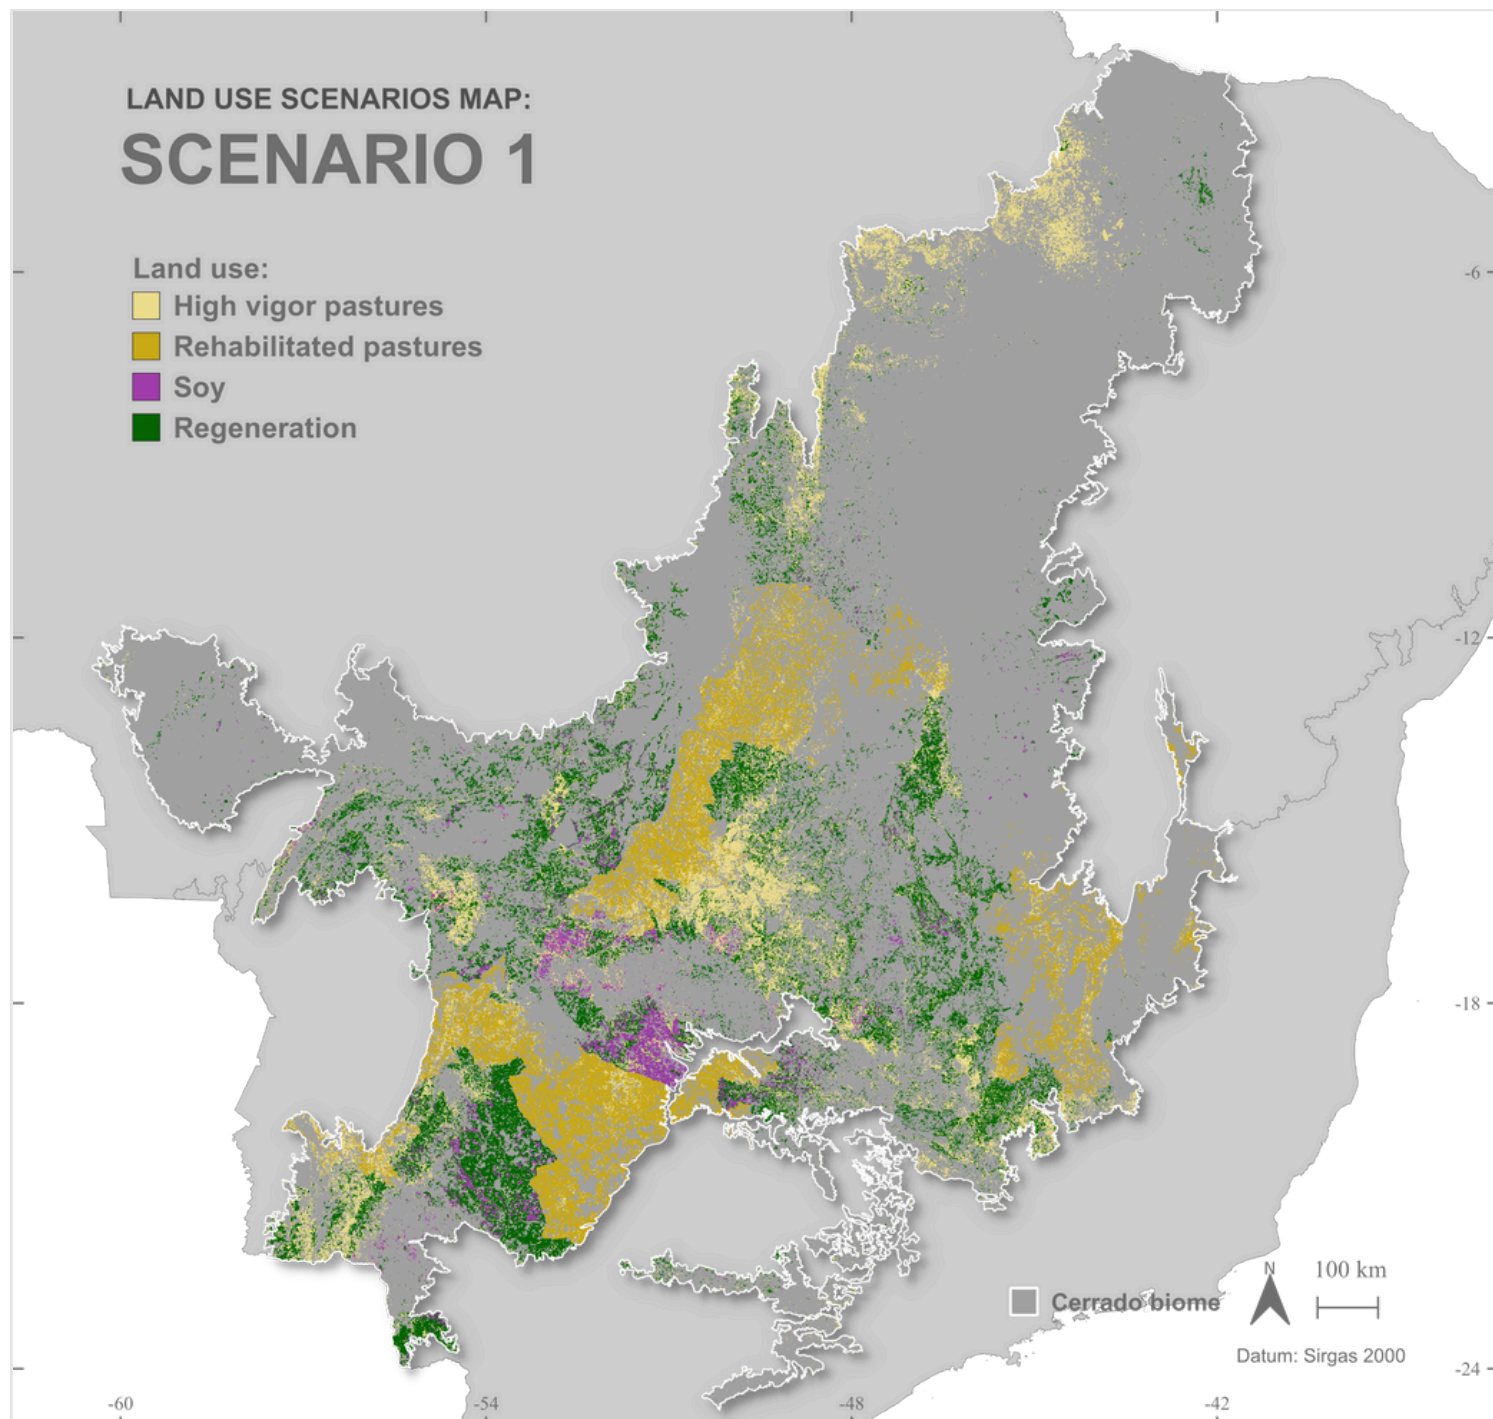 LAND USE SCENARIOS MAP:
SCENARIO 1
Land use:
High vigor pastures
Rehabilitated pastures
Soy
Regeneration
-6
-12
-18
-24
Cerrado biome
N
100 km
Datum: Sirgas 2000
-60
-54
-48
-42